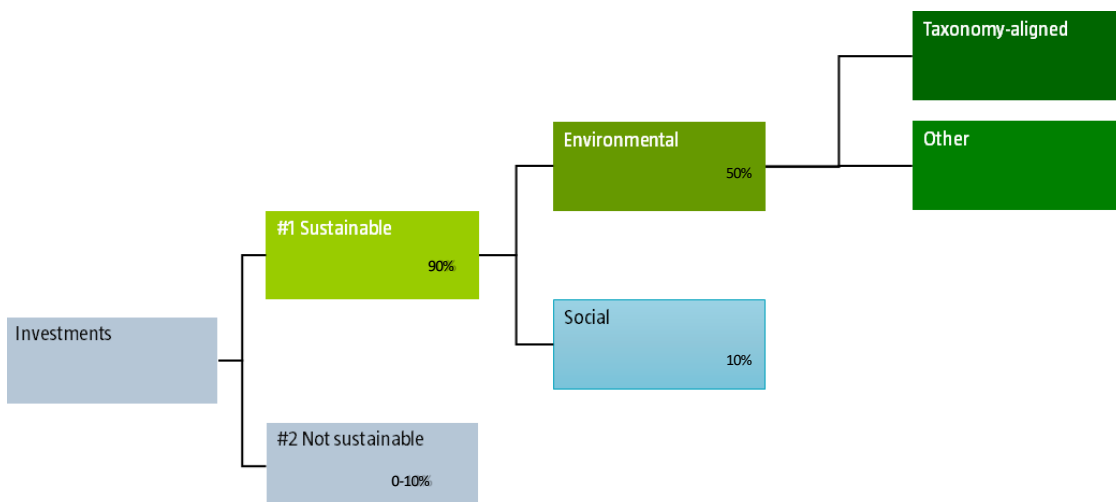 Taxonomy-aligned
Environmental
50%
Other
#1 Sustainable
90%
Social
10%
Investments
#2 Not sustainable
0-10%